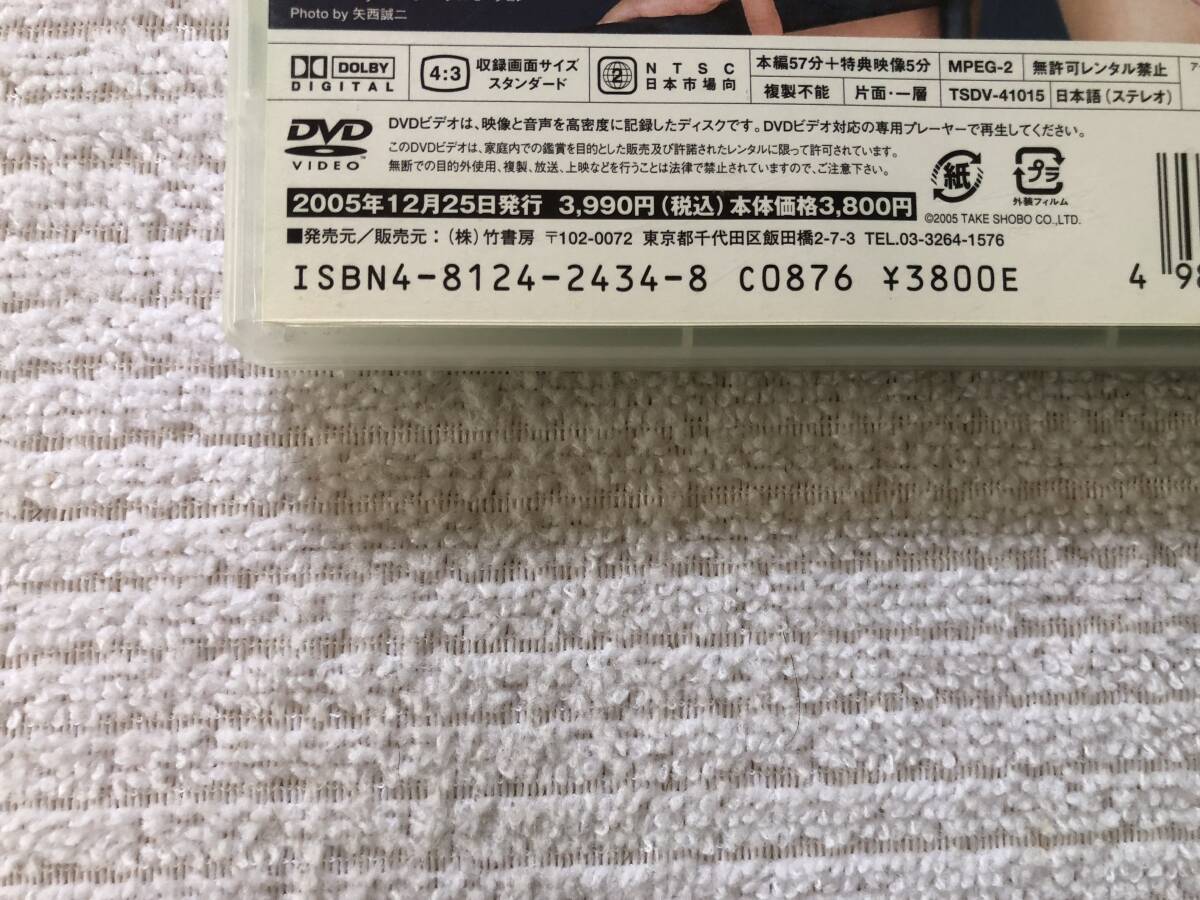 Photo by 矢西誠二
DOLBY DIGITAL
4:3 収録画面サイズ スタンダード
2 NTSC 日本市場向
本編57分+特典映像5分 MPEG-2 無許可レンタル禁止
複製不能 片面・一層 TSDV-41015 日本語(ステレオ)
DVD VIDEO
DVDビデオは、映像と音声を高密度に記録したディスクです。DVDビデオ対応の専用プレーヤーで再生してください。
このDVDビデオは、家庭内での鑑賞を目的とした販売及び許諾されたレンタルに限って許可されています。
無断での目的外使用、複製、放送、上映などを行うことは法律で禁止されていますので、ご注意下さい。
紙
プラ
外装フィルム
2005年12月25日発行 3,990円(税込)本体価格3,800円
©2005 TAKE SHOBO CO.,LTD.
■発売元/販売元:(株)竹書房 〒102-0072 東京都千代田区飯田橋2-7-3 TEL.03-3264-1576
ISBN4-8124-2434-8 C0876 ¥3800E
4 98